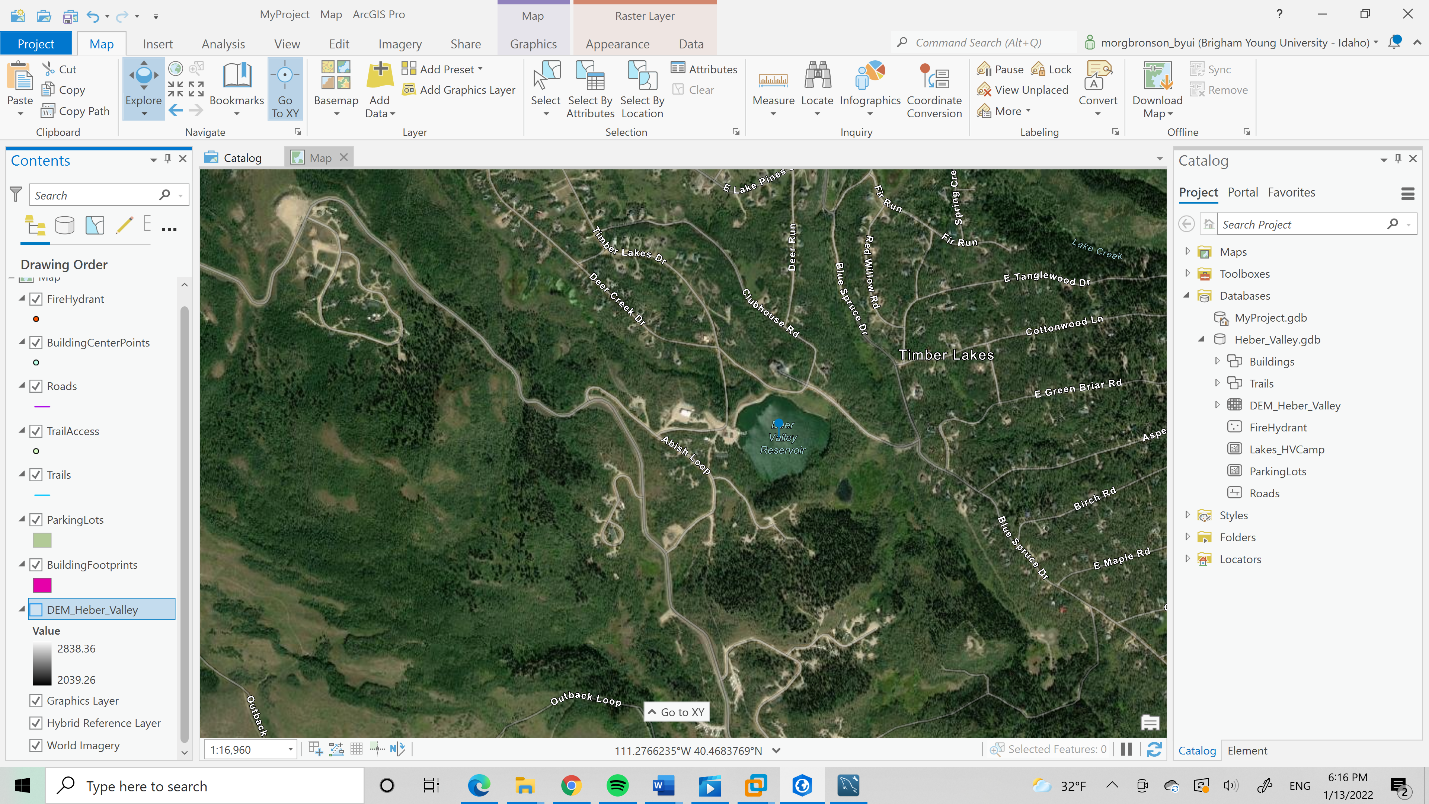 MyProject Map ArcGIS Pro
Map
Raster Layer
?
Project
Map
Insert
Analysis
View
Edit
Imagery
Share
Graphics
Appearance
Data
Command Search (Alt+Q)
morgbronson_byui (Brigham Young University - Idaho)
Paste
Cut
Copy
Copy Path
Clipboard
Explore
Bookmarks
Go
To XY
Navigate
Basemap
Add
Data
Add Preset
Add Graphics Layer
Layer
Select
Select By
Attributes
Select By
Location
Attributes
Clear
Selection
Measure
Locate
Infographics
Coordinate
Conversion
Inquiry
Pause
Lock
View Unplaced
More
Convert
Labeling
Download
Map
Sync
Remove
Offline
Contents
Search
Drawing Order
Map
FireHydrant
BuildingCenterPoints
Roads
TrailAccess
Trails
ParkingLots
BuildingFootprints
DEM_Heber_Valley
Value
2838.36
2039.26
Graphics Layer
Hybrid Reference Layer
World Imagery
Catalog
Map
E Lake Pines
Fir Run
Timber Lakes Dr
Deer Run
Red Willow Rd
Fir Run
Lake Creek
Deer Creek Dr
Clubhouse Rd
Blue Spruce Dr
E Tanglewood Dr
Cottonwood Ln
Timber Lakes
E Green Briar Rd
Valley
Reservoir
Abish Loop
Birch Rd
Blue Spruce Dr
E Maple Rd
Outback Loop
Outback
Go to XY
1:16,960
111.2766235°W 40.4683769°N
Selected Features: 0
Catalog
Project
Portal
Favorites
Search Project
Maps
Toolboxes
Databases
MyProject.gdb
Heber_Valley.gdb
Buildings
Trails
DEM_Heber_Valley
FireHydrant
Lakes_HVCamp
ParkingLots
Roads
Styles
Folders
Locators
Catalog
Element
Type here to search
32°F
ENG
6:16 PM
1/13/2022
2